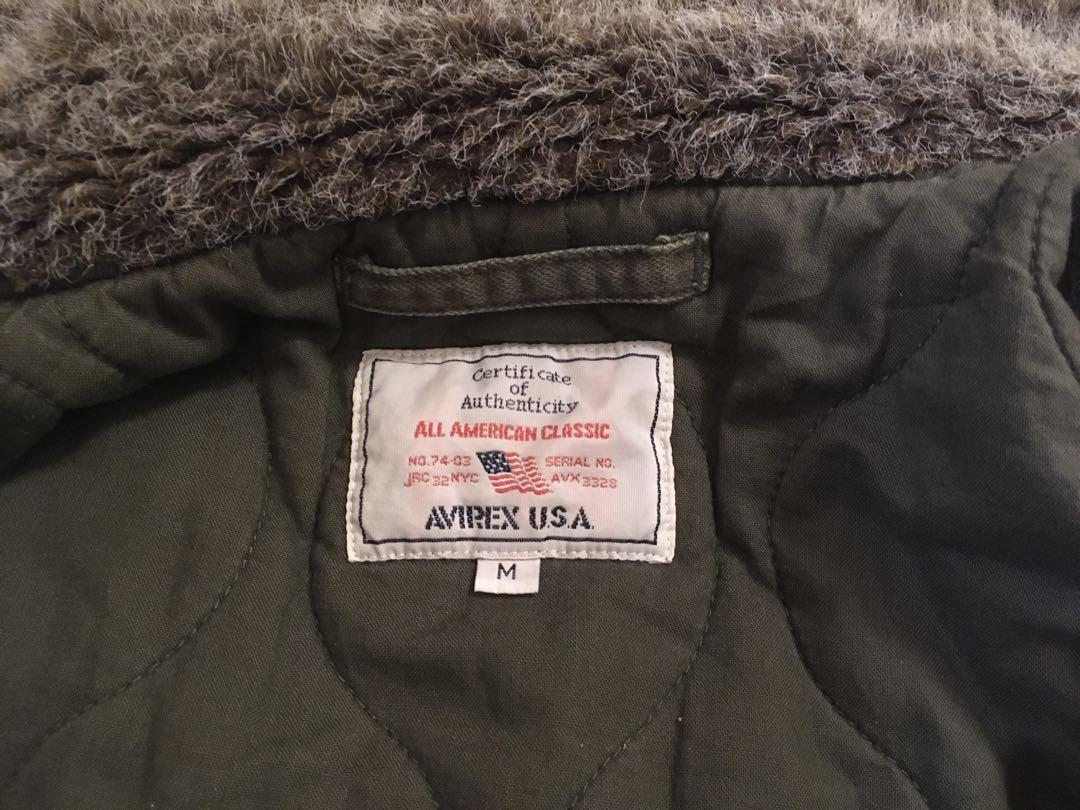 Certificate
of
Authenticity
ALL AMERICAN CLASSIC
NO.74-03 SERIAL NO.
JRC 32 NYC AVX 3328
AVIREX U.S.A.
M